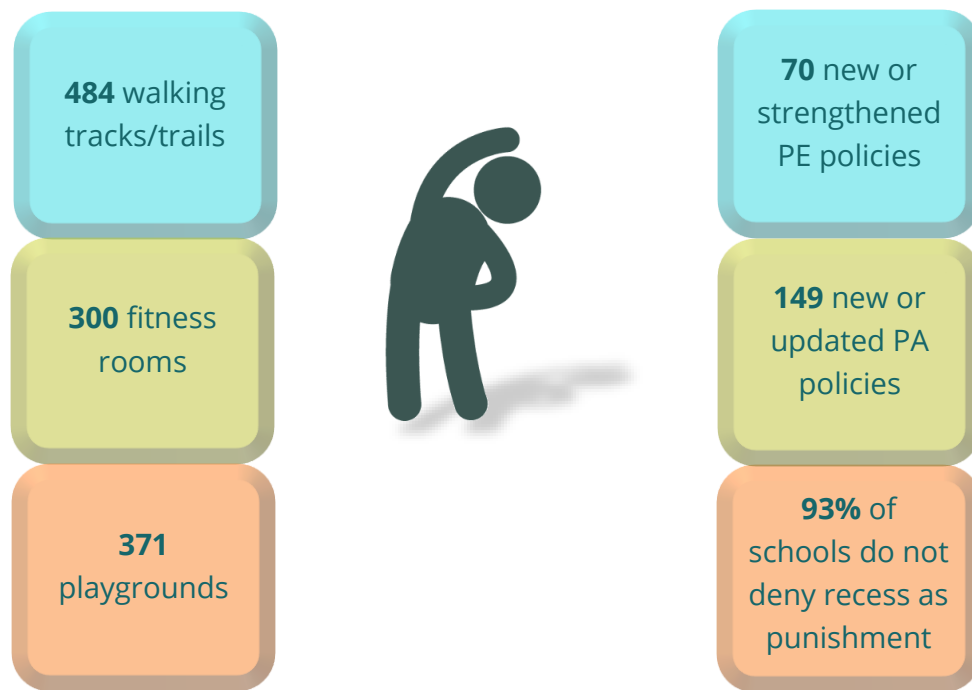 484 walking
tracks/trails
300 fitness
rooms
371
playgrounds
70 new or
strengthened
PE policies
149 new or
updated PA
policies
93% of
schools do not
deny recess as
punishment